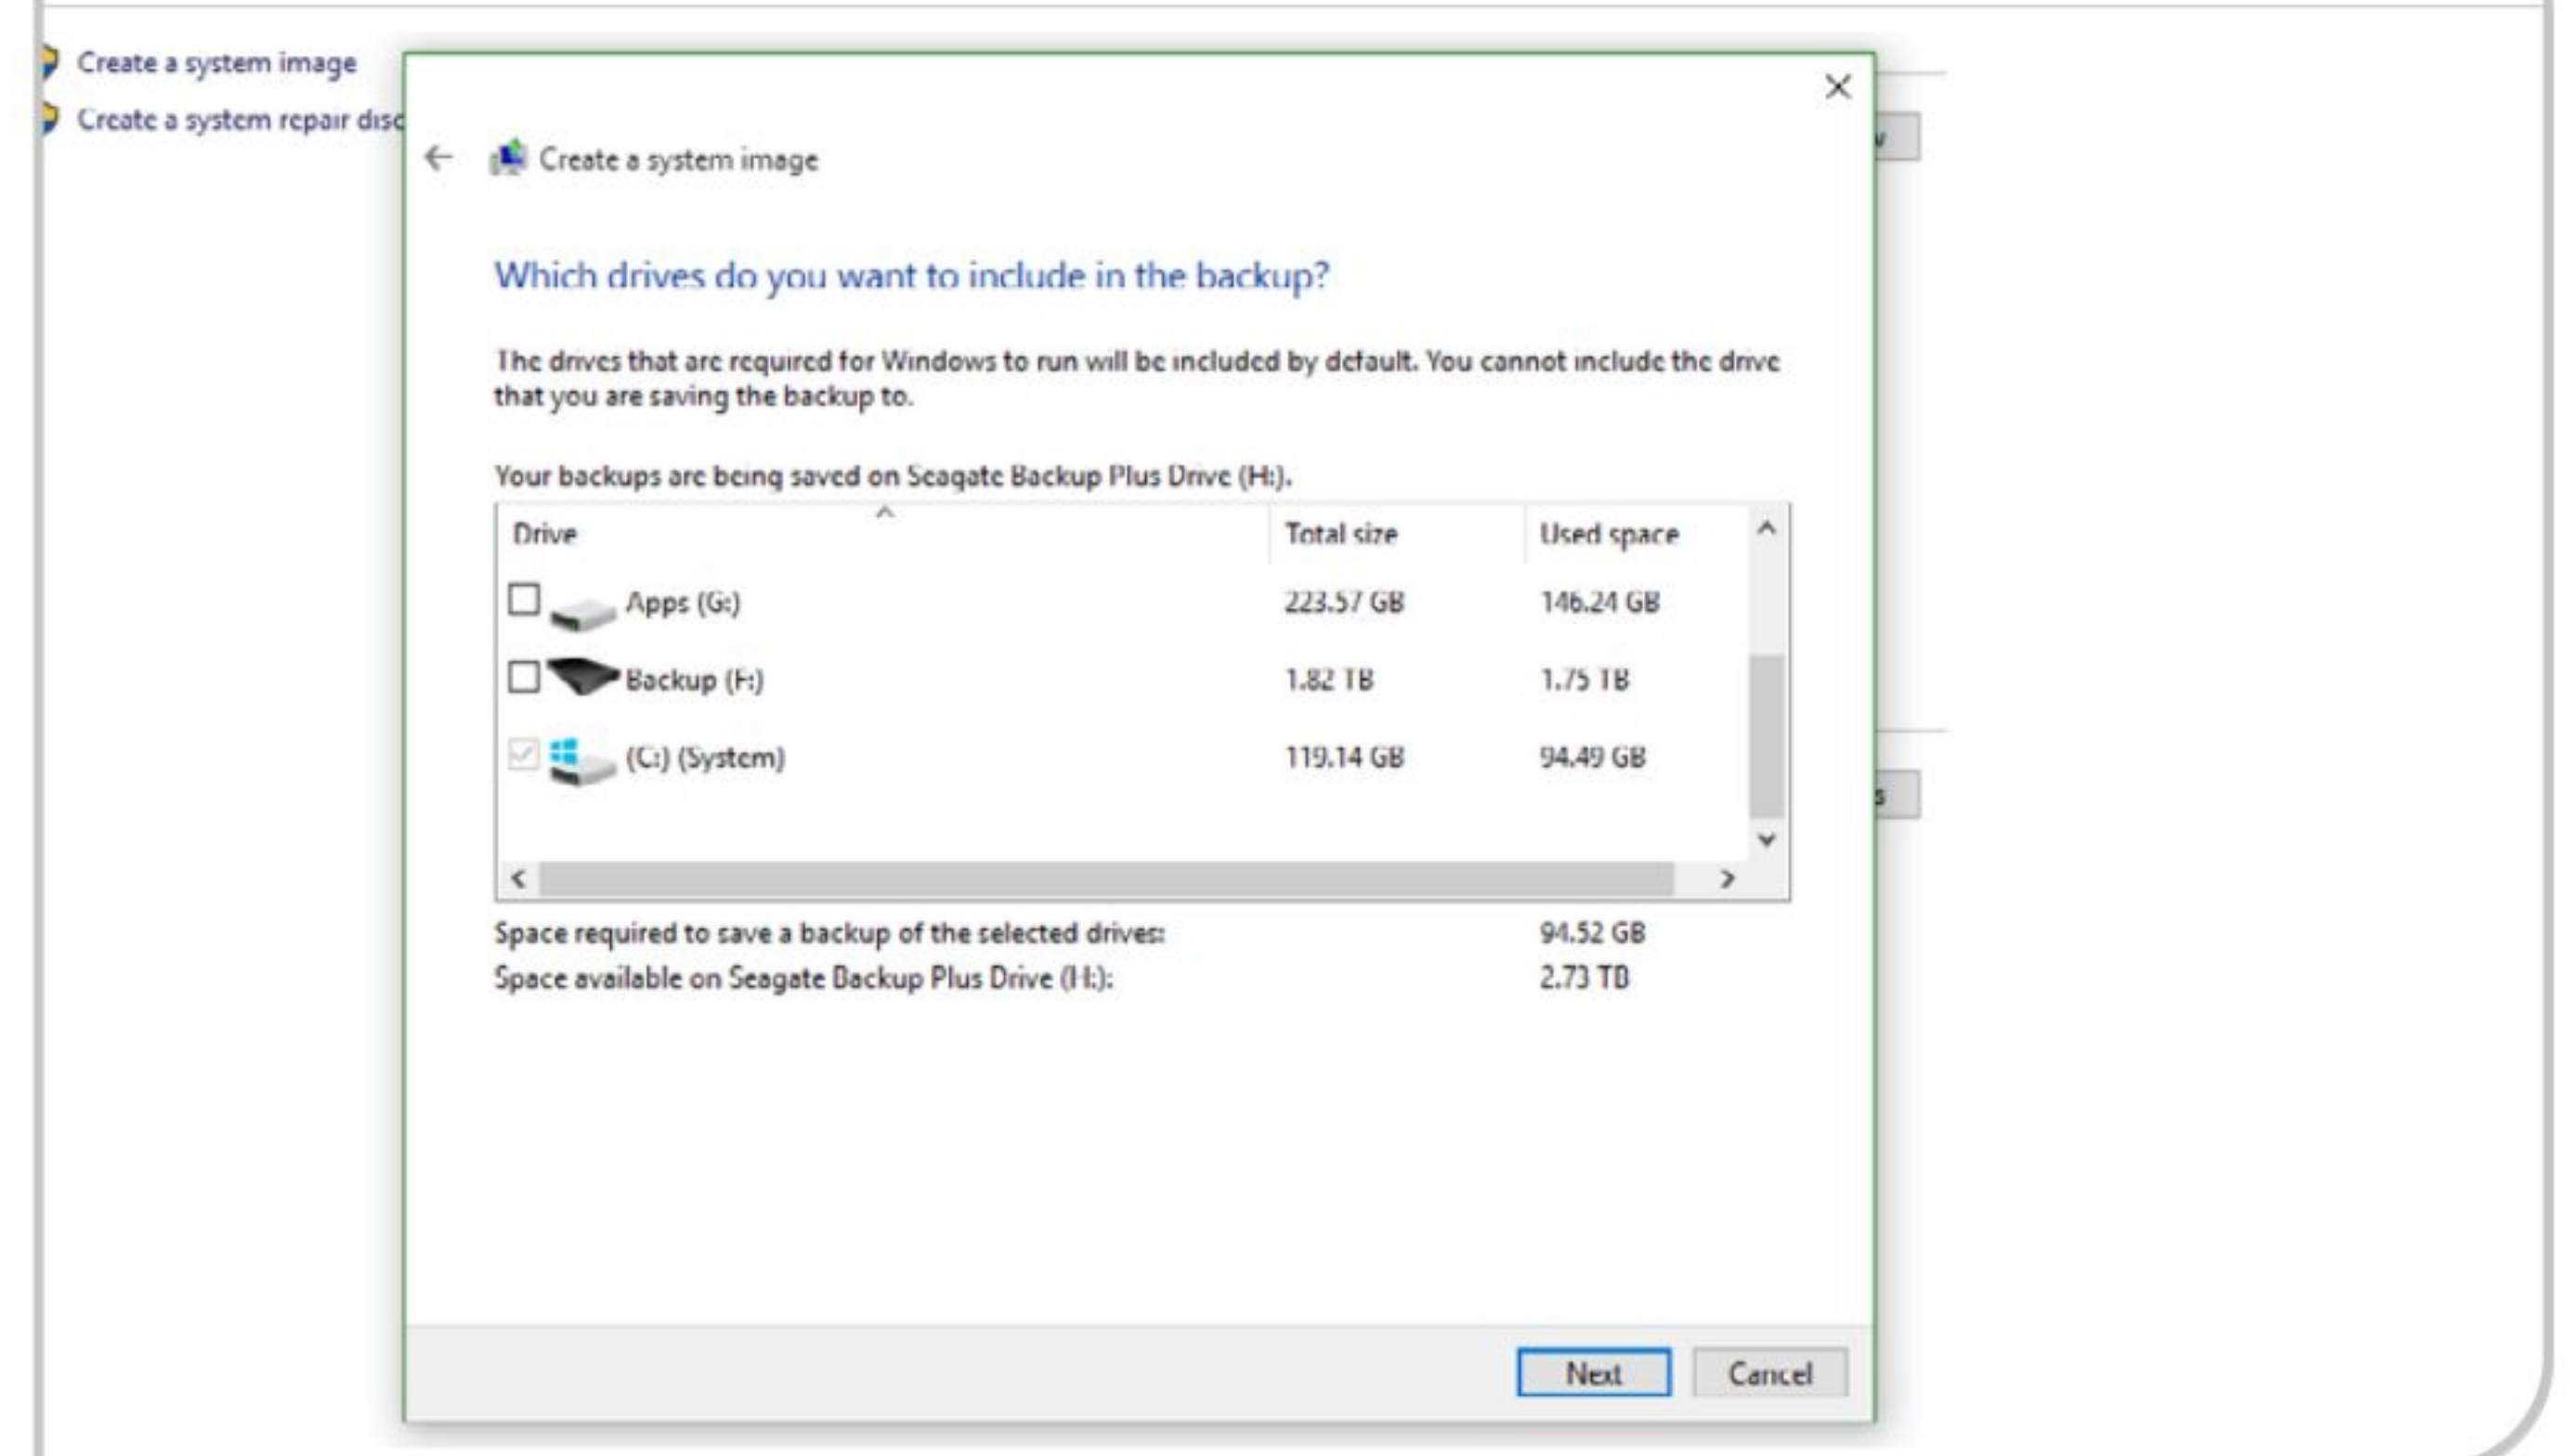 Create a system image
Create a system repair disc
Create a system image
Which drives do you want to include in the backup?
The drives that are required for Windows to run will be included by default. You cannot include the drive
that you are saving the backup to.
Your backups are being saved on Seagate Backup Plus Drive (H:).
Drive Total size Used space
Apps (G:) 223.57 GB 146.24 GB
Backup (F:) 1.82 TB 1.75 TB
(C:) (System) 119.14 GB 94.49 GB
Space required to save a backup of the selected drives: 94.52 GB
Space available on Seagate Backup Plus Drive (H:): 2.73 TB
Next Cancel